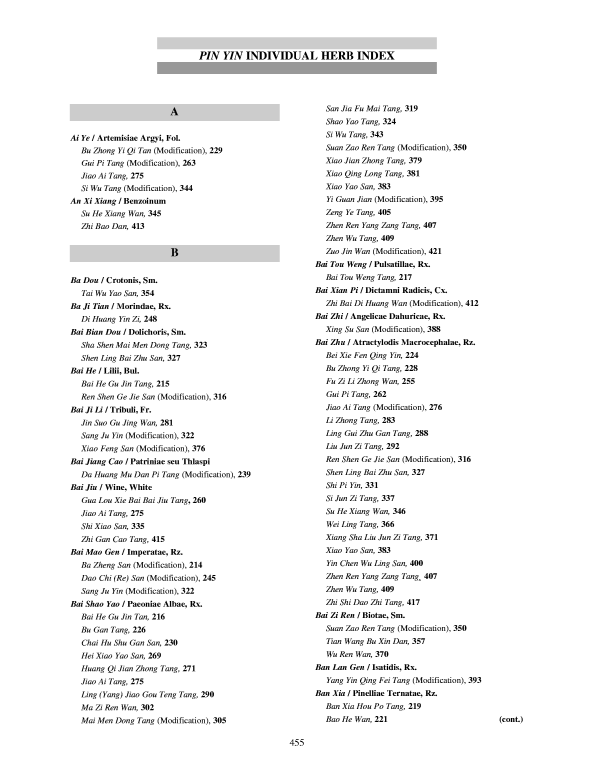 PIN YIN INDIVIDUAL HERB INDEX
A
Ai Ye / Artemisiae Argyi, Fol.
Bu Zhong Yi Qi Tan (Modification), 229
Gui Pi Tang (Modification), 263
Jiao Ai Tang, 275
Si Wu Tang (Modification), 344
An Xi Xiang / Benzoinum
Su He Xiang Wan, 345
Zhi Bao Dan, 413
B
Ba Dou / Crotonis, Sm.
Tai Wu Yao San, 354
Ba Ji Tian / Morindae, Rx.
Di Huang Yin Zi, 248
Bai Bian Dou / Dolichoris, Sm.
Sha Shen Mai Men Dong Tang, 323
Shen Ling Bai Zhu San, 327
Bai He / Lilii, Bul.
Bai He Gu Jin Tang, 215
Ren Shen Ge Jie San (Modification), 316
Bai Ji Li / Tribuli, Fr.
Jin Suo Gu Jing Wan, 281
Sang Ju Yin (Modification), 322
Xiao Feng San (Modification), 376
Bai Jiang Cao / Patriniae seu Thlaspi
Da Huang Mu Dan Pi Tang (Modification), 239
Bai Jiu / Wine, White
Gua Lou Xie Bai Bai Jiu Tang, 260
Jiao Ai Tang, 275
Shi Xiao San, 335
Zhi Gan Cao Tang, 415
Bai Mao Gen / Imperatae, Rz.
Ba Zheng San (Modification), 214
Dao Chi (Re) San (Modification), 245
Sang Ju Yin (Modification), 322
Bai Shao Yao / Paeoniae Albae, Rx.
Bai He Gu Jin Tan, 216
Bu Gan Tang, 226
Chai Hu Shu Gan San, 230
Hei Xiao Yao San, 269
Huang Qi Jian Zhong Tang, 271
Jiao Ai Tang, 275
Ling (Yang) Jiao Gou Teng Tang, 290
Ma Zi Ren Wan, 302
Mai Men Dong Tang (Modification), 305
San Jia Fu Mai Tang, 319
Shao Yao Tang, 324
Si Wu Tang, 343
Suan Zao Ren Tang (Modification), 350
Xiao Jian Zhong Tang, 379
Xiao Qing Long Tang, 381
Xiao Yao San, 383
Yi Guan Jian (Modification), 395
Zeng Ye Tang, 405
Zhen Ren Yang Zang Tang, 407
Zhen Wu Tang, 409
Zuo Jin Wan (Modification), 421
Bai Tou Weng / Pulsatillae, Rx.
Bai Tou Weng Tang, 217
Bai Xian Pi / Dictamni Radicis, Cx.
Zhi Bai Di Huang Wan (Modification), 412
Bai Zhi / Angelicae Dahuricae, Rx.
Xing Su San (Modification), 388
Bai Zhu / Atractylodis Macrocephalae, Rz.
Bei Xie Fen Qing Yin, 224
Bu Zhong Yi Qi Tang, 228
Fu Zi Li Zhong Wan, 255
Gui Pi Tang, 262
Jiao Ai Tang (Modification), 276
Li Zhong Tang, 283
Ling Gui Zhu Gan Tang, 288
Liu Jun Zi Tang, 292
Ren Shen Ge Jie San (Modification), 316
Shen Ling Bai Zhu San, 327
Shi Pi Yin, 331
Si Jun Zi Tang, 337
Su He Xiang Wan, 346
Wei Ling Tang, 366
Xiang Sha Liu Jun Zi Tang, 371
Xiao Yao San, 383
Yin Chen Wu Ling San, 400
Zhen Ren Yang Zang Tang, 407
Zhen Wu Tang, 409
Zhi Shi Dao Zhi Tang, 417
Bai Zi Ren / Biotae, Sm.
Suan Zao Ren Tang (Modification), 350
Tian Wang Bu Xin Dan, 357
Wu Ren Wan, 370
Ban Lan Gen / Isatidis, Rx.
Yang Yin Qing Fei Tang (Modification), 393
Ban Xia / Pinelliae Ternatae, Rz.
Ban Xia Hou Po Tang, 219
Bao He Wan, 221
(cont.)
455